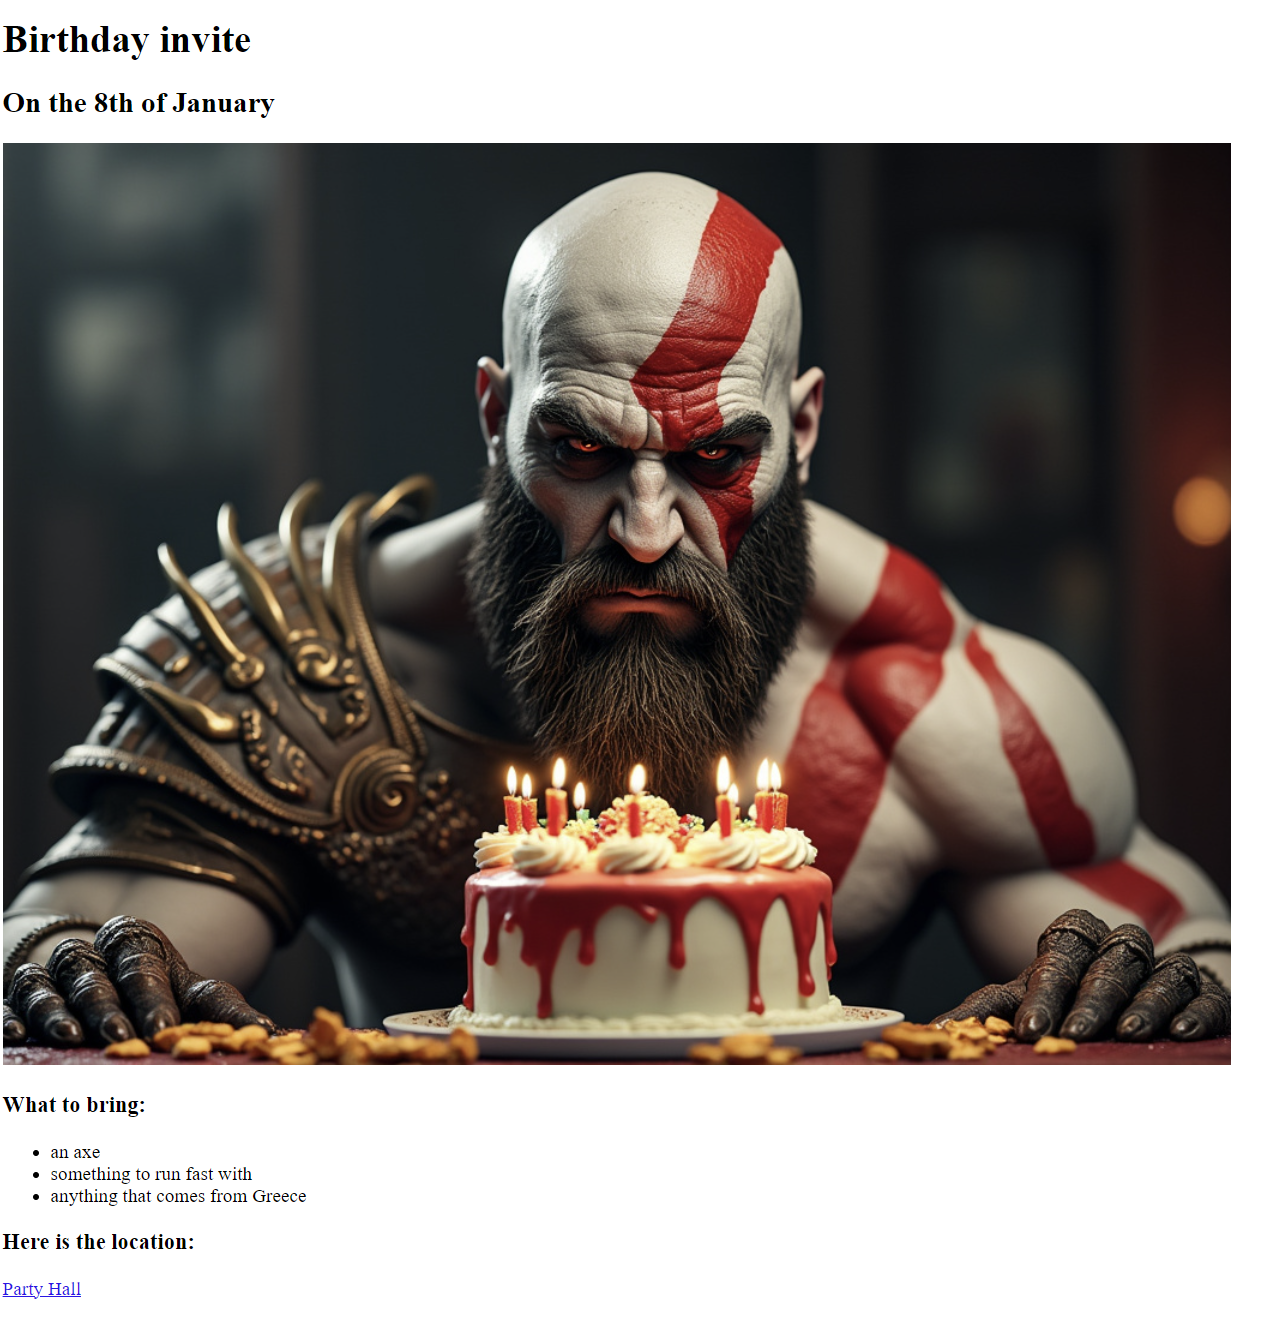 Birthday invite
On the 8th of January
What to bring:
an axe
something to run fast with
anything that comes from Greece
Here is the location:
Party Hall